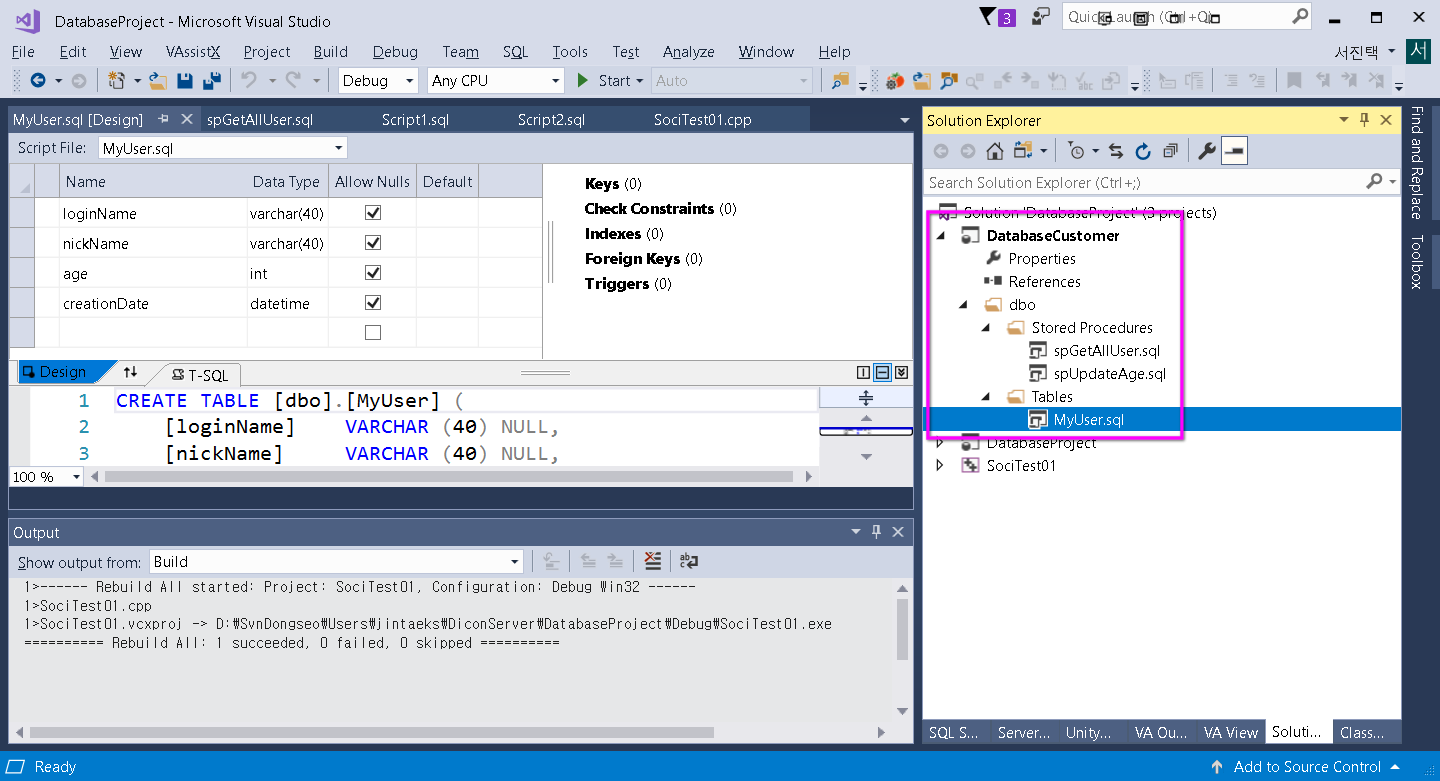 DatabaseProject - Microsoft Visual Studio
3
Quick Launch (Ctrl+Q)
File Edit View VAssistX Project Build Debug Team SQL Tools Test Analyze Window Help
서진택 서
Debug Any CPU Start Auto
MyUser.sql [Design] spGetAllUser.sql Script1.sql Script2.sql SociTest01.cpp
Script File: MyUser.sql
Name Data Type Allow Nulls Default
loginName varchar(40)
nickName varchar(40)
age int
creationDate datetime
Keys (0)
Check Constraints (0)
Indexes (0)
Foreign Keys (0)
Triggers (0)
Design T-SQL
1 CREATE TABLE [dbo].[MyUser] (
2 [loginName] VARCHAR (40) NULL,
3 [nickName] VARCHAR (40) NULL,
100 %
Output
Show output from: Build
1>------ Rebuild All started: Project: SociTest01, Configuration: Debug Win32 ------
1>SociTest01.cpp
1>SociTest01.vcxproj -> D:₩SvnDongseo₩Users₩jintaeks₩DiconServer₩DatabaseProject₩Debug₩SociTest01.exe
========== Rebuild All: 1 succeeded, 0 failed, 0 skipped ==========
Solution Explorer
Search Solution Explorer (Ctrl+;)
Solution 'DatabaseProject' (3 projects)
DatabaseCustomer
Properties
References
dbo
Stored Procedures
spGetAllUser.sql
spUpdateAge.sql
Tables
MyUser.sql
DatabaseProject
SociTest01
SQL S... Server... Unity... VA Ou... VA View Soluti... Class...
Find and Replace
Toolbox
Ready
Add to Source Control